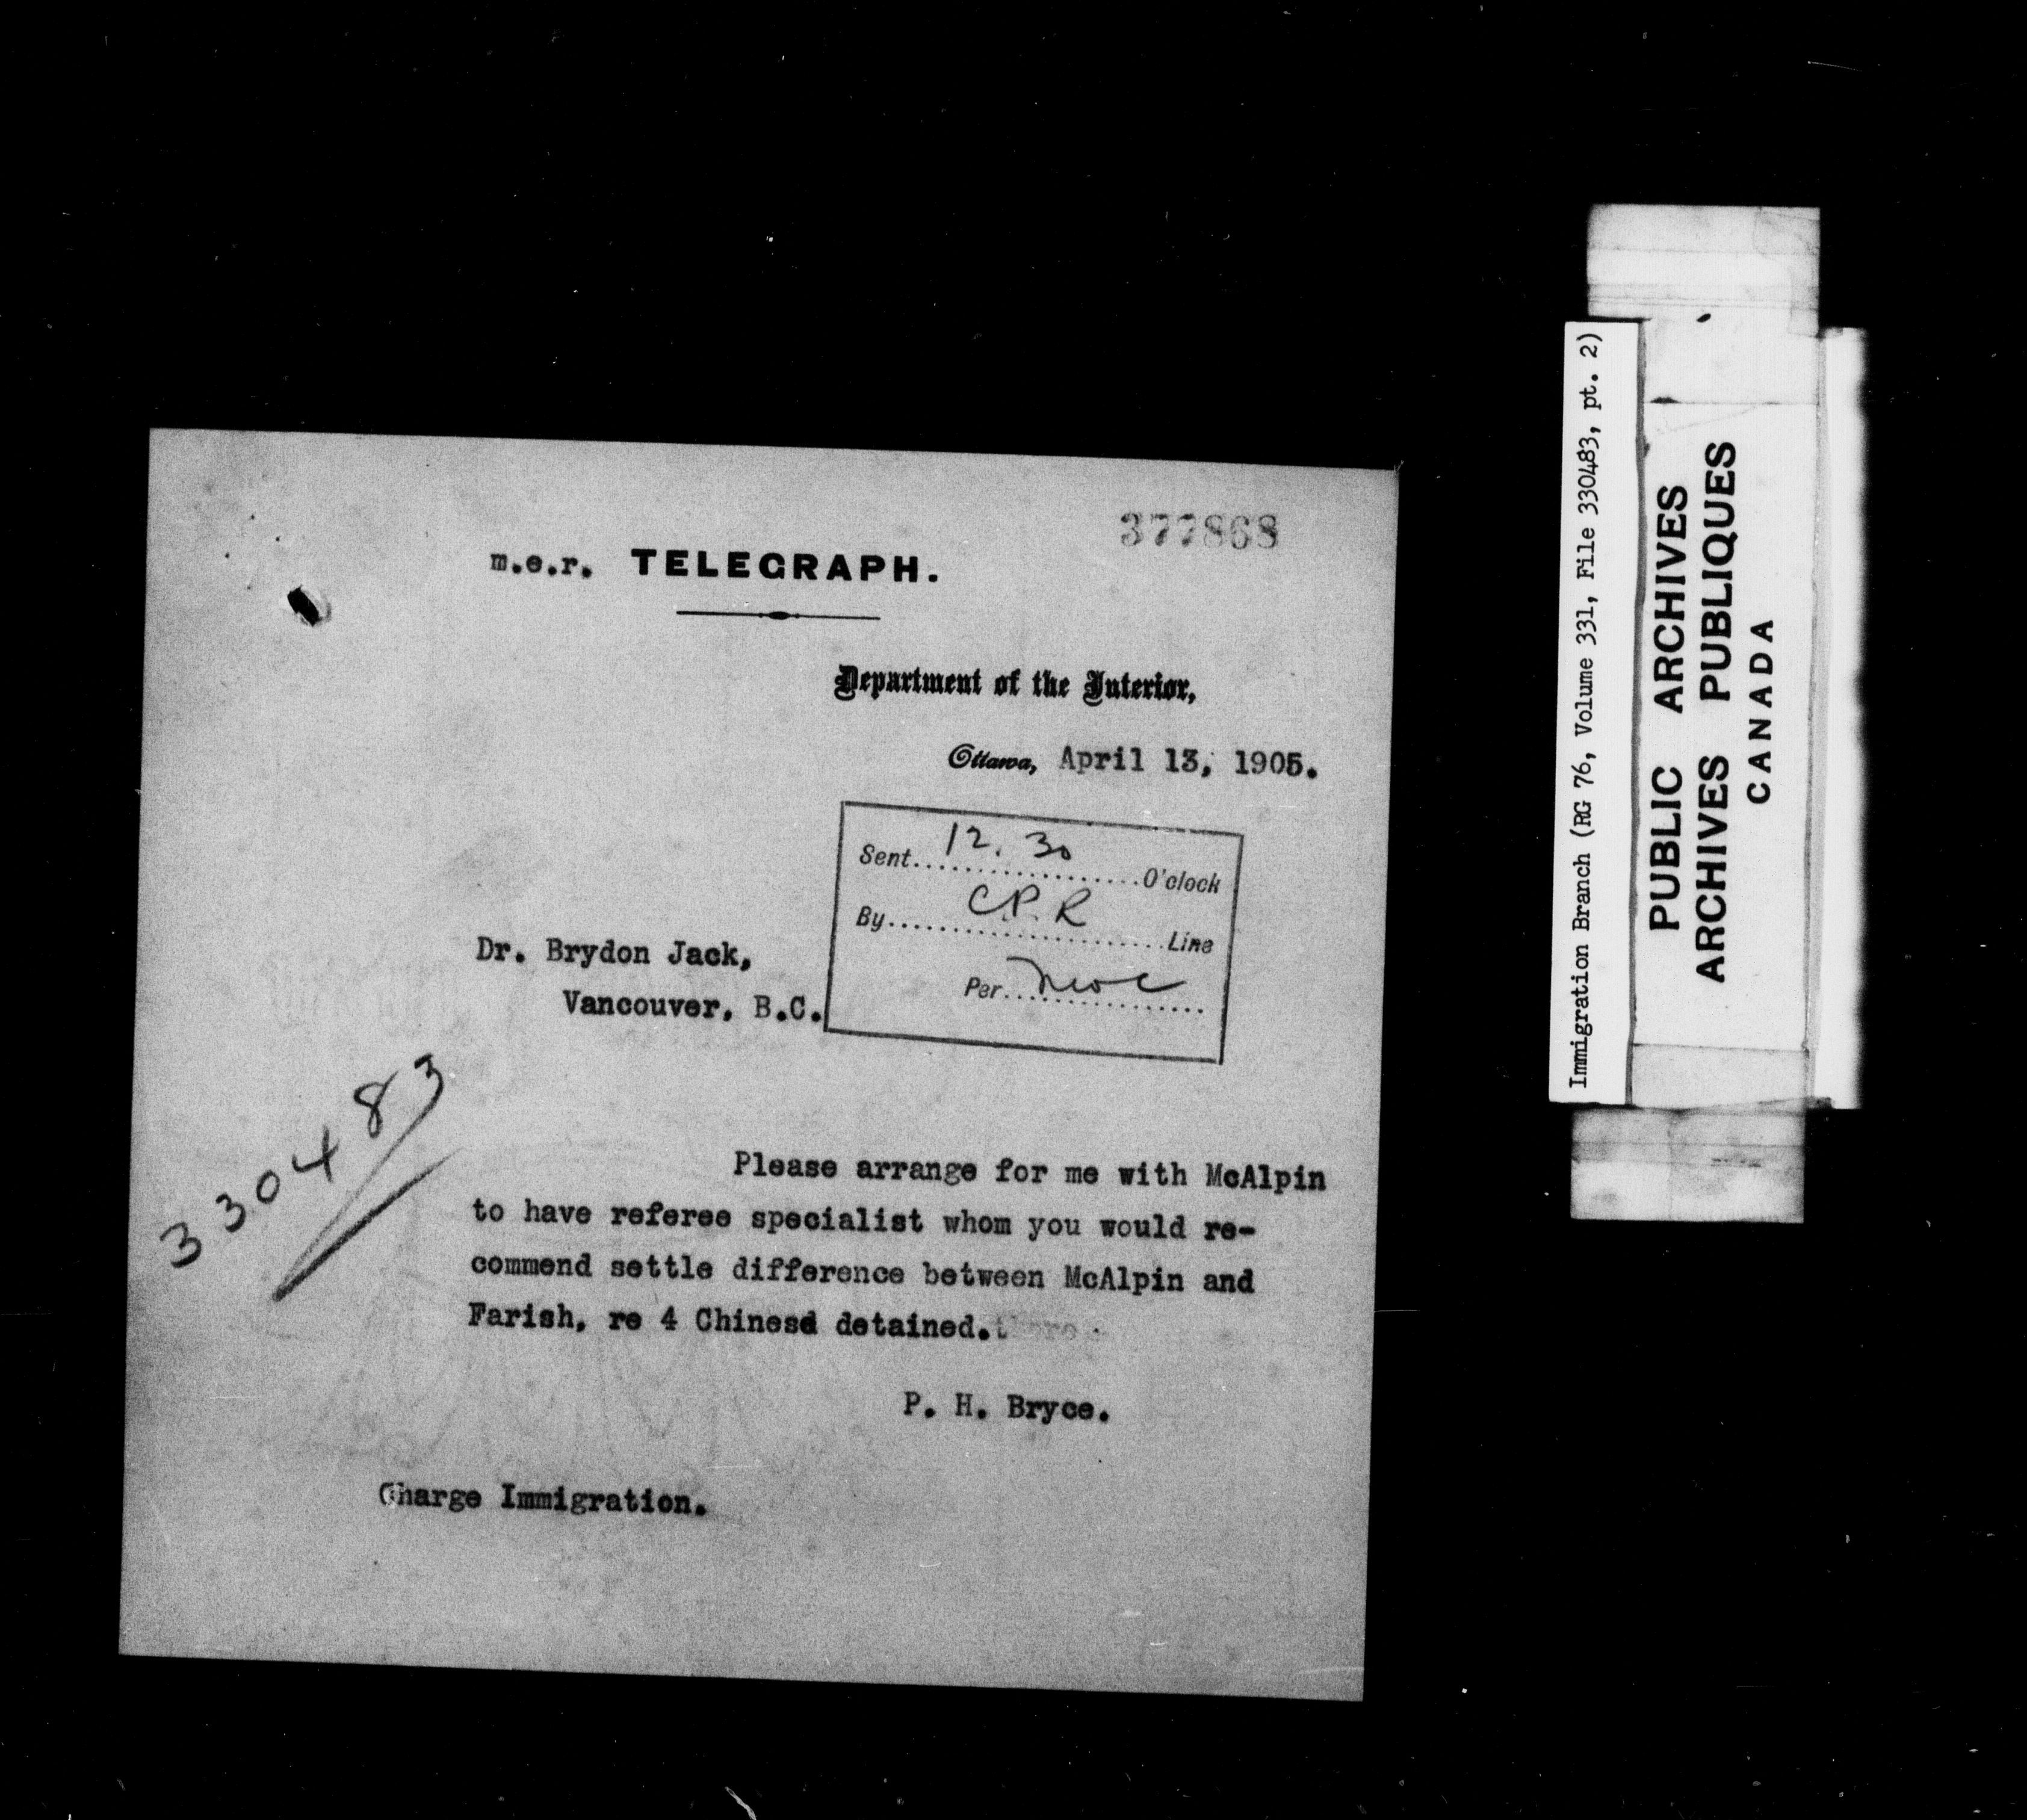 377868
m.e.r. TELEGRAPH.
Department of the Interior,
Ottawa, April 13, 1905.
Sent 12.30 O'clock
By C.P.R Line
Per
Dr. Brydon Jack,
Vancouver, B.C.
330483
Please arrange for me with McAlpin
to have referee specialist whom you would re-
commend settle difference between McAlpin and
Farish, re 4 Chinese detained.
P. H. Bryce.
Charge Immigration.
Immigration Branch (RG 76, Volume 331, File 330483, pt. 2)
PUBLIC ARCHIVES
ARCHIVES PUBLIQUES
CANADA